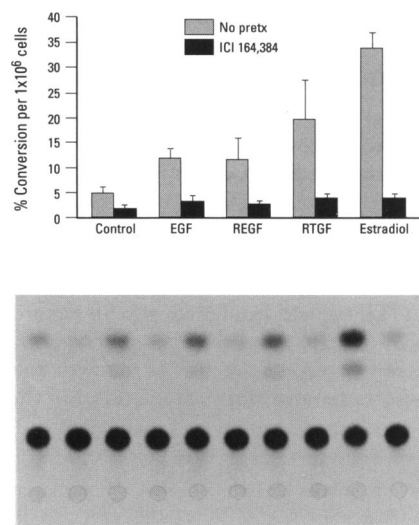 40
35
30
25
20
15
10
5
0
% Conversion per 1x10⁶ cells
No pretx
ICI 164,384
Control EGF REGF RTGF Estradiol